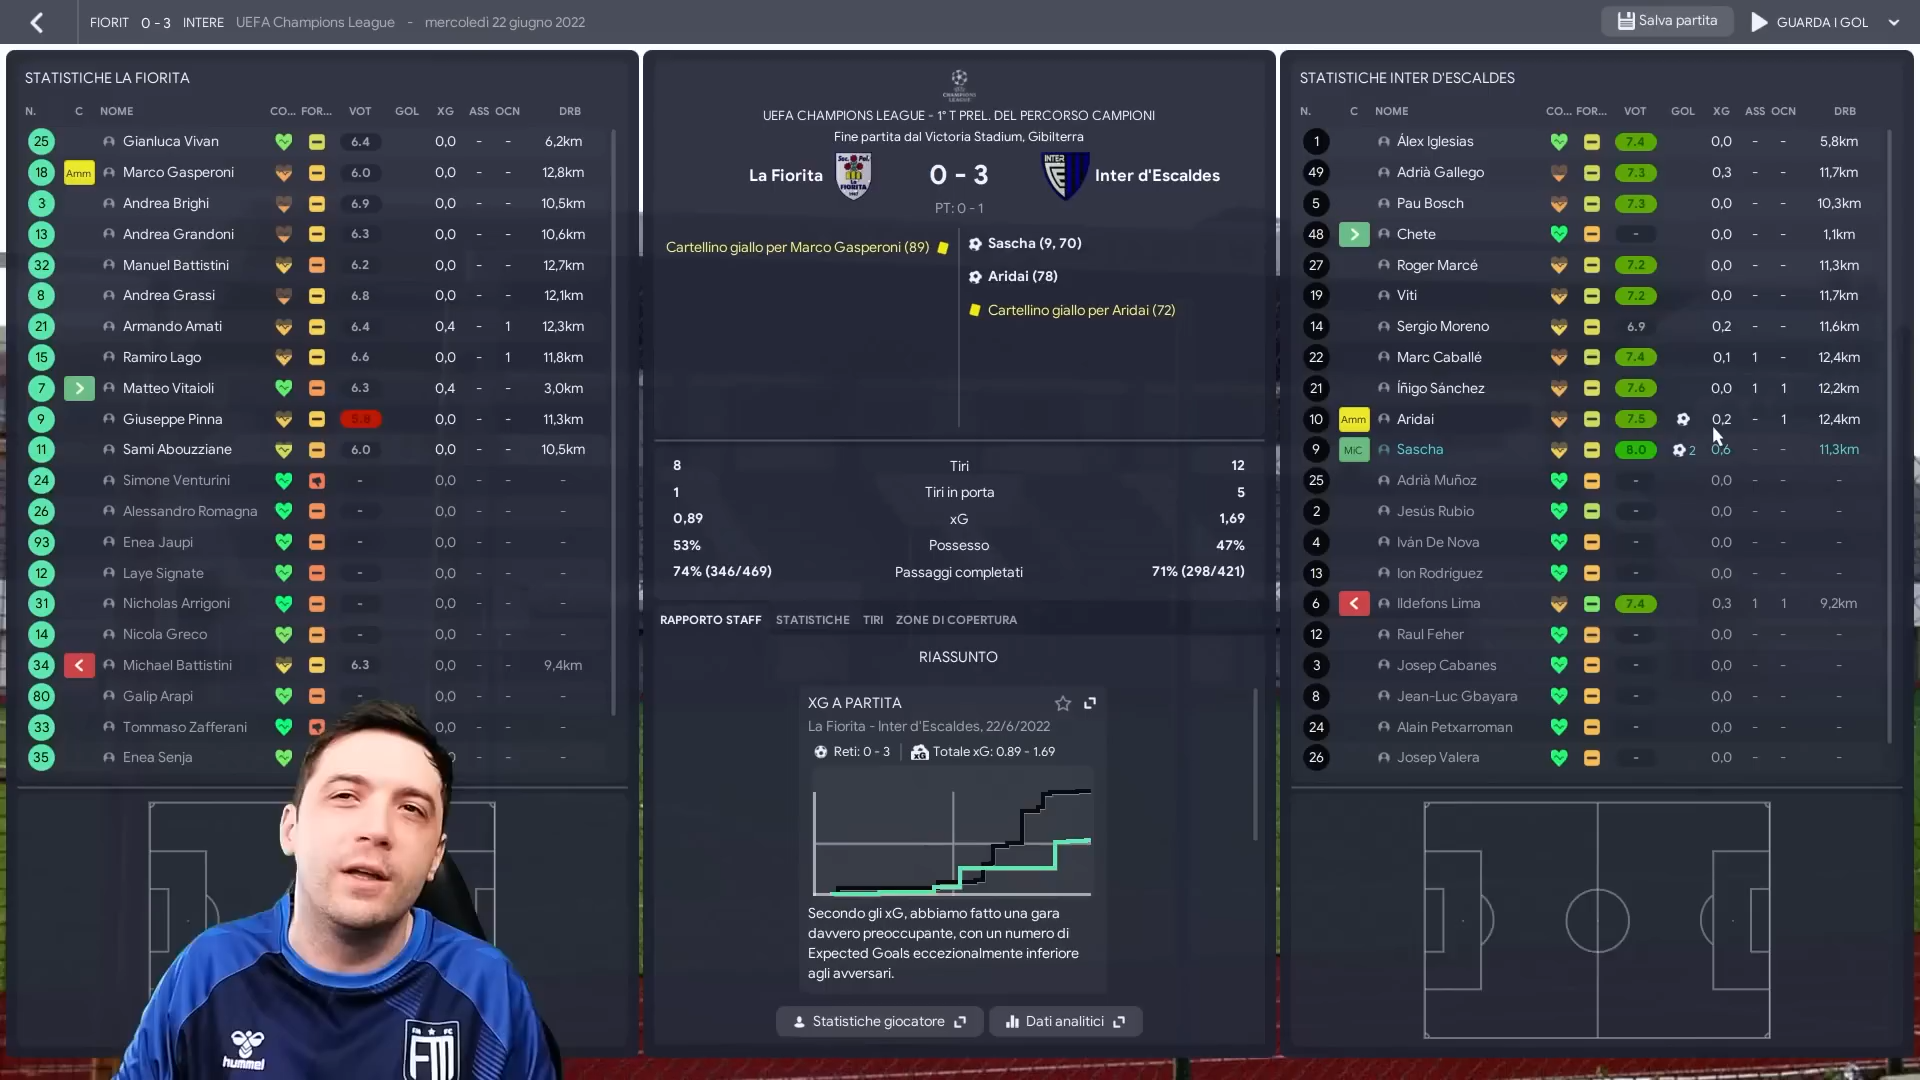 FIORIT 0 - 3 INTERE UEFA Champions League - mercoledì 22 giugno 2022
Salva partita
GUARDA I GOL
STATISTICHE LA FIORITA
N. C NOME CO... FOR... VOT GOL XG ASS OCN DRB
25 Gianluca Vivan 6.4 0,0 - - 6,2km
18 Amm Marco Gasperoni 6.0 0,0 - - 12,8km
3 Andrea Brighi 6.9 0,0 - - 10,5km
13 Andrea Grandoni 6.3 0,0 - - 10,6km
32 Manuel Battistini 6.2 0,0 - - 12,7km
8 Andrea Grassi 6.8 0,0 - - 12,1km
21 Armando Amati 6.4 0,4 - 1 12,3km
15 Ramiro Lago 6.6 0,0 - 1 11,8km
7 Matteo Vitaioli 6.3 0,4 - - 3,0km
9 Giuseppe Pinna 5.8 0,0 - - 11,3km
11 Sami Abouzziane 6.0 0,0 - - 10,5km
24 Simone Venturini - 0,0 - - -
26 Alessandro Romagna - 0,0 - - -
93 Enea Jaupi - 0,0 - - -
12 Laye Signate - 0,0 - - -
31 Nicholas Arrigoni - 0,0 - - -
14 Nicola Greco - 0,0 - - -
34 Michael Battistini 6.3 0,0 - - 9,4km
80 Galip Arapi - 0,0 - - -
33 Tommaso Zafferani 0,0 - - -
35 Enea Senja - - -
hummel
FM
CHAMPIONS LEAGUE
UEFA CHAMPIONS LEAGUE - 1° T PREL. DEL PERCORSO CAMPIONI
Fine partita dal Victoria Stadium, Gibilterra
La Fiorita 0 - 3 Inter d'Escaldes
PT: 0 - 1
Cartellino giallo per Marco Gasperoni (89)
Sascha (9, 70)
Aridai (78)
Cartellino giallo per Aridai (72)
8 Tiri 12
1 Tiri in porta 5
0,89 xG 1,69
53% Possesso 47%
74% (346/469) Passaggi completati 71% (298/421)
RAPPORTO STAFF STATISTICHE TIRI ZONE DI COPERTURA
RIASSUNTO
XG A PARTITA
La Fiorita - Inter d'Escaldes, 22/6/2022
Reti: 0 - 3 Totale xG: 0.89 - 1.69
Secondo gli xG, abbiamo fatto una gara
davvero preoccupante, con un numero di
Expected Goals eccezionalmente inferiore
agli avversari.
Statistiche giocatore
Dati analitici
STATISTICHE INTER D'ESCALDES
N. C NOME CO... FOR... VOT GOL XG ASS OCN DRB
1 Álex Iglesias 7.4 0,0 - - 5,8km
49 Adrià Gallego 7.3 0,3 - - 11,7km
5 Pau Bosch 7.3 0,0 - - 10,3km
48 Chete - 0,0 - - 1,1km
27 Roger Marcé 7.2 0,0 - - 11,3km
19 Viti 7.2 0,0 - - 11,7km
14 Sergio Moreno 6.9 0,2 - - 11,6km
22 Marc Caballé 7.4 0,1 1 - 12,4km
21 Íñigo Sánchez 7.6 0,0 1 1 12,2km
10 Amm Aridai 7.5 0,2 - 1 12,4km
9 MiC Sascha 8.0 2 0,6 - - 11,3km
25 Adrià Muñoz - 0,0 - - -
2 Jesús Rubio - 0,0 - - -
4 Iván De Nova - 0,0 - - -
13 Ion Rodríguez - 0,0 - - -
6 Ildefons Lima 7.4 0,3 1 1 9,2km
12 Raul Feher - 0,0 - - -
3 Josep Cabanes - 0,0 - - -
8 Jean-Luc Gbayara - 0,0 - - -
24 Alain Petxarroman - 0,0 - - -
26 Josep Valera - 0,0 - - -